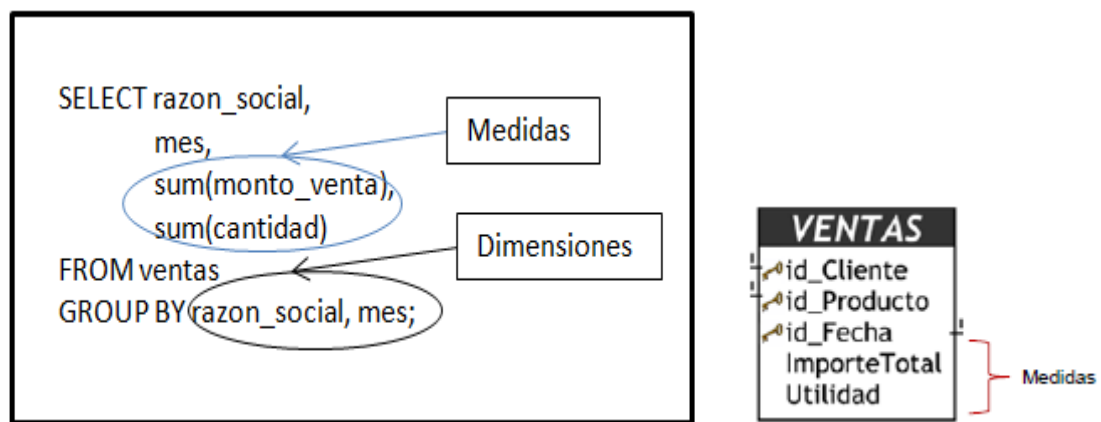 SELECT razon_social,
mes,
sum(monto_venta),
sum(cantidad)
FROM ventas
GROUP BY razon_social, mes;
Medidas
Dimensiones
VENTAS
id_Cliente
id_Producto
id_Fecha
ImporteTotal
Utilidad
Medidas